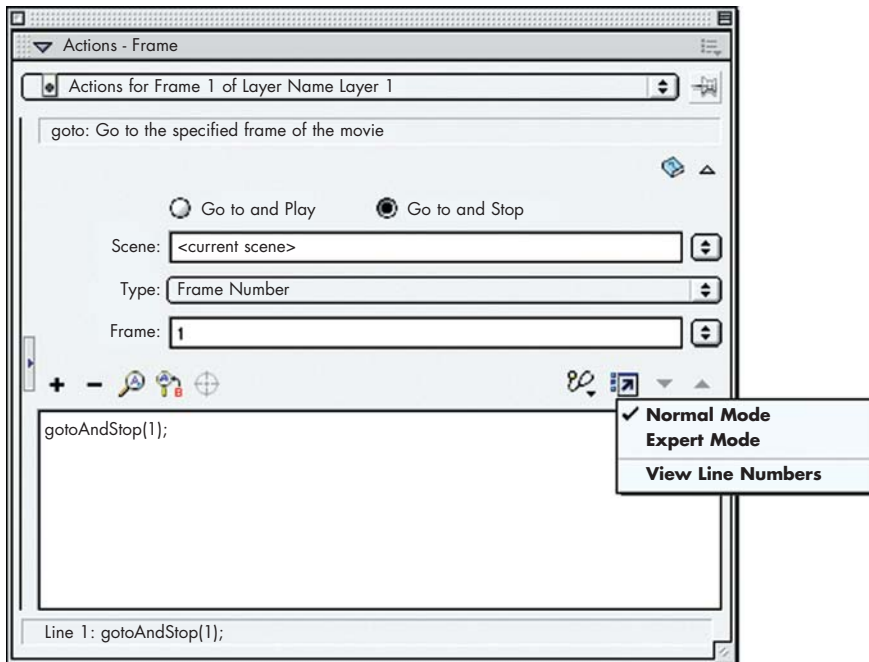 Actions - Frame
Actions for Frame 1 of Layer Name Layer 1
goto: Go to the specified frame of the movie
Go to and Play
Go to and Stop
Scene: <current scene>
Type: Frame Number
Frame: 1
Normal Mode
Expert Mode
View Line Numbers
gotoAndStop(1);
Line 1: gotoAndStop(1);